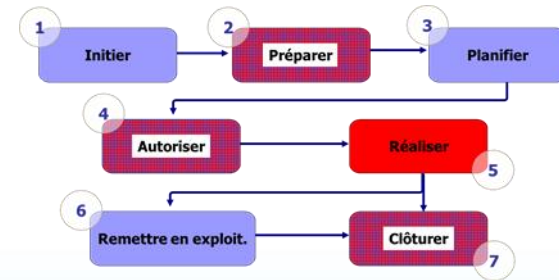 1
Initier
2
Préparer
3
Planifier
4
Autoriser
Réaliser
5
6
Remettre en exploit.
Clôturer
7